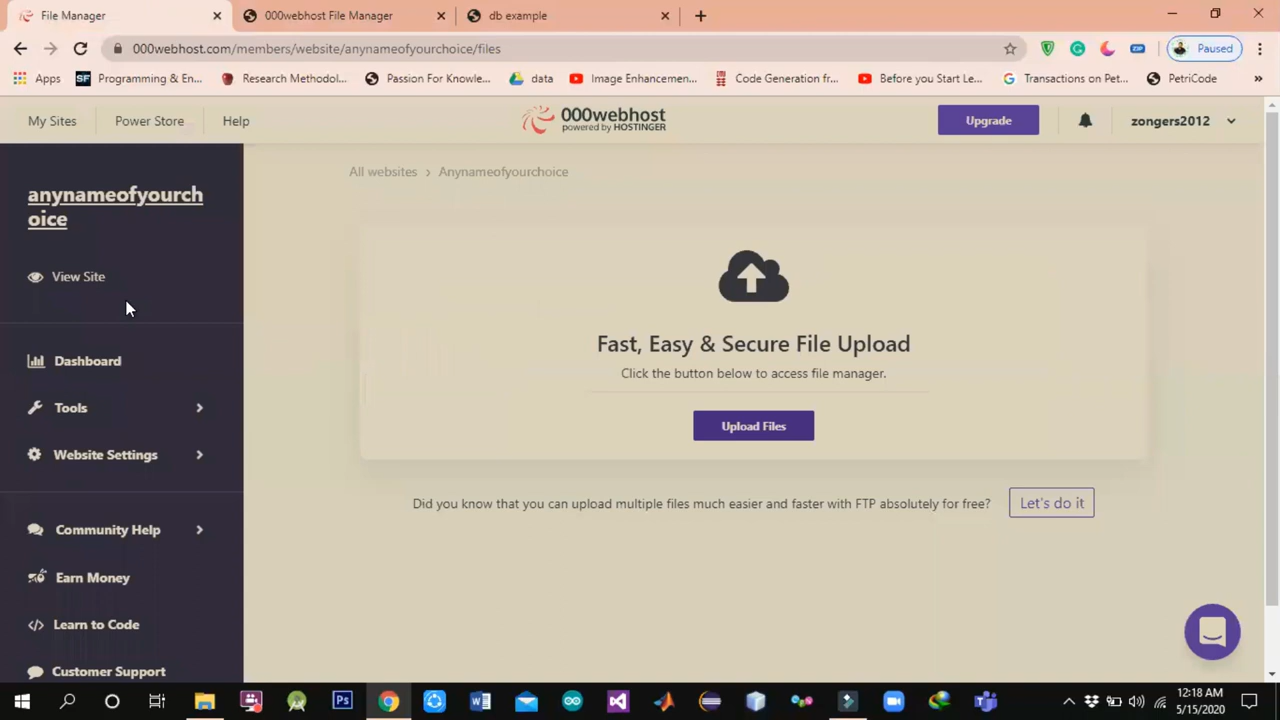 File Manager
000webhost File Manager
db example
000webhost.com/members/website/anynameofyourchoice/files
Paused
Apps
SF Programming & En...
Research Methodol...
Passion For Knowle...
data
Image Enhancemen...
Code Generation fr...
Before you Start Le...
Transactions on Pet...
PetriCode
»
My Sites
Power Store
Help
000webhost
powered by HOSTINGER
Upgrade
zongers2012
anynameofyourch
oice
View Site
Dashboard
Tools
Website Settings
Community Help
Earn Money
Learn to Code
Customer Support
All websites › Anynameofyourchoice
Fast, Easy & Secure File Upload
Click the button below to access file manager.
Upload Files
Did you know that you can upload multiple files much easier and faster with FTP absolutely for free?
Let's do it
12:18 AM
5/15/2020